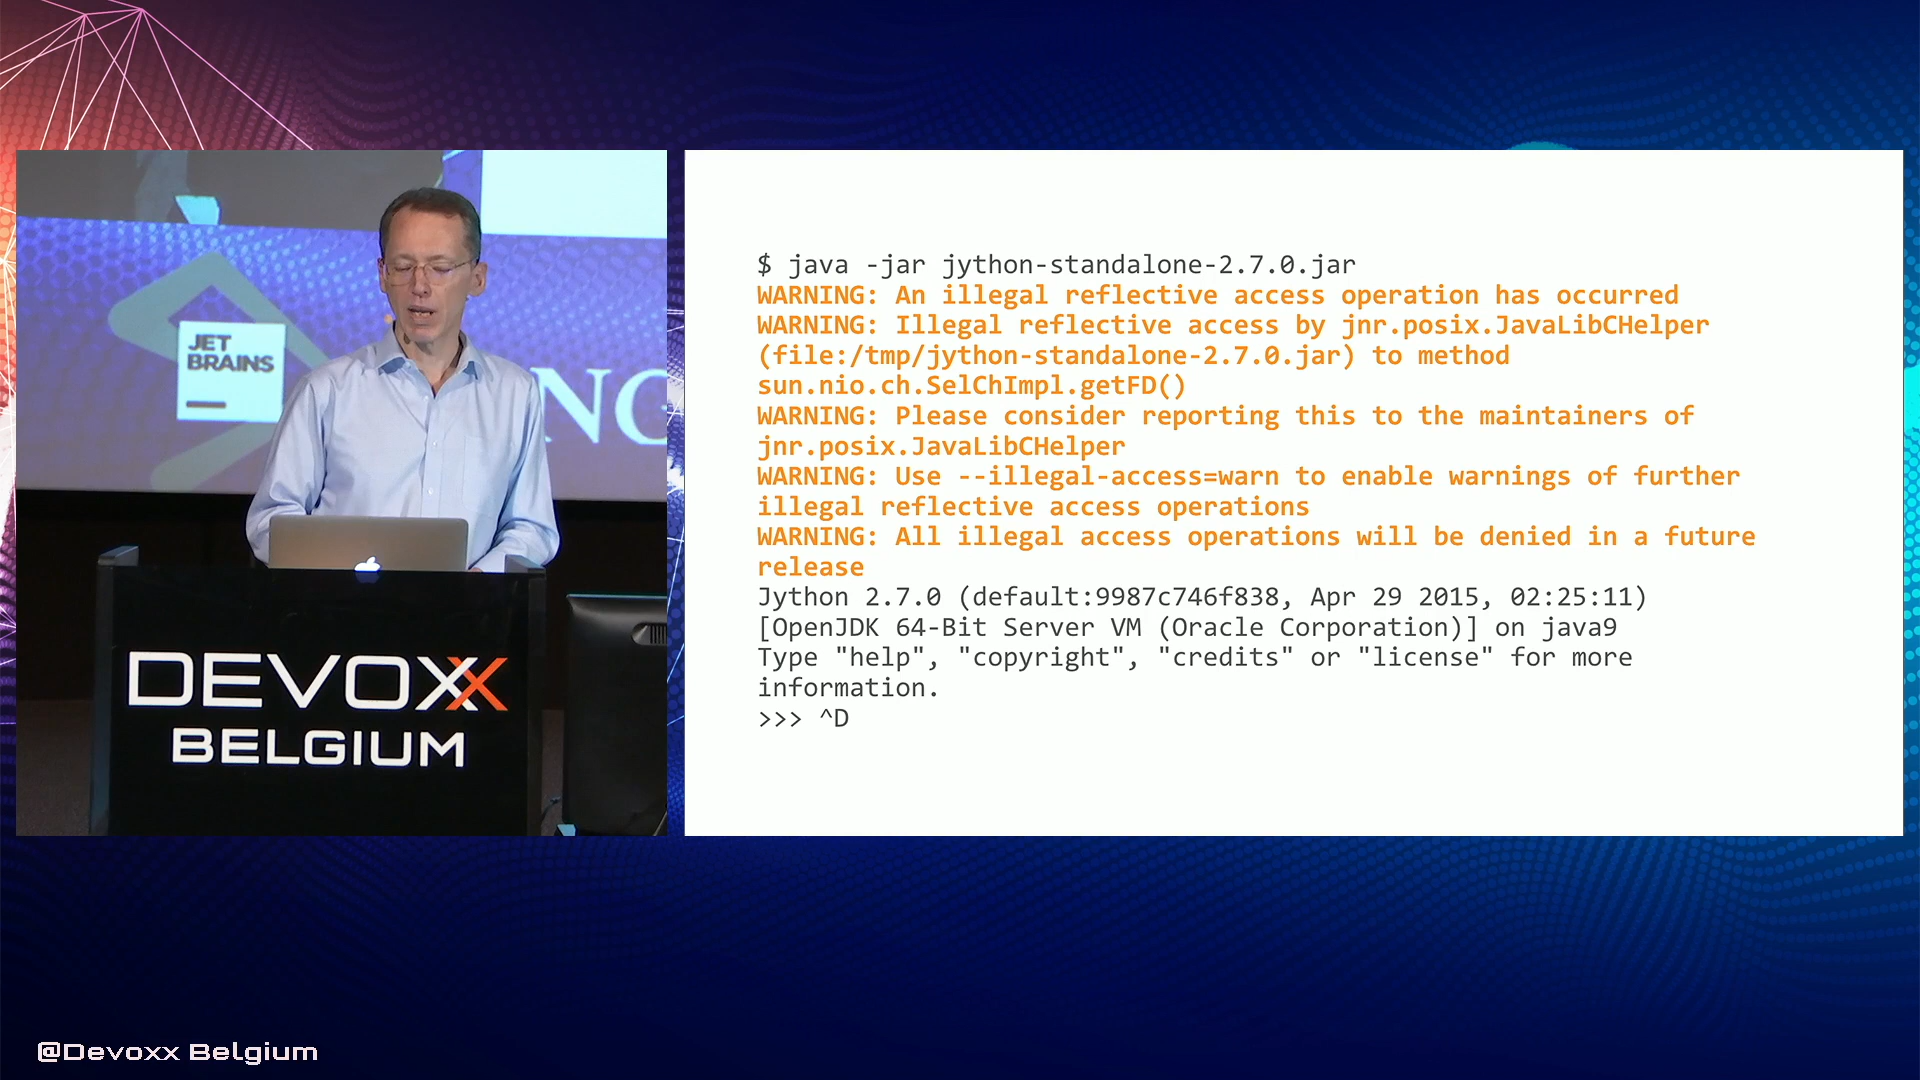 $ java -jar jython-standalone-2.7.0.jar
WARNING: An illegal reflective access operation has occurred
WARNING: Illegal reflective access by jnr.posix.JavaLibCHelper
(file:/tmp/jython-standalone-2.7.0.jar) to method
sun.nio.ch.SelChImpl.getFD()
WARNING: Please consider reporting this to the maintainers of
jnr.posix.JavaLibCHelper
WARNING: Use --illegal-access=warn to enable warnings of further
illegal reflective access operations
WARNING: All illegal access operations will be denied in a future
release
Jython 2.7.0 (default:9987c746f838, Apr 29 2015, 02:25:11)
[OpenJDK 64-Bit Server VM (Oracle Corporation)] on java9
Type "help", "copyright", "credits" or "license" for more
information.
>>> ^D
JET
BRAINS
DEVOXX
BELGIUM
@Devoxx Belgium